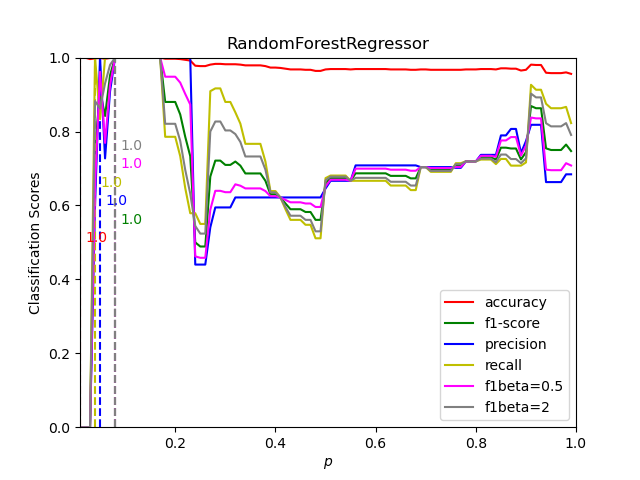 RandomForestRegressor
Classification Scores
1.0
0.8
0.6
0.4
0.2
0.0
1.0
1.0
1.0
1.0
1.0
1.0
accuracy
f1-score
precision
recall
f1beta=0.5
f1beta=2
0.2
0.4
0.6
0.8
1.0
p